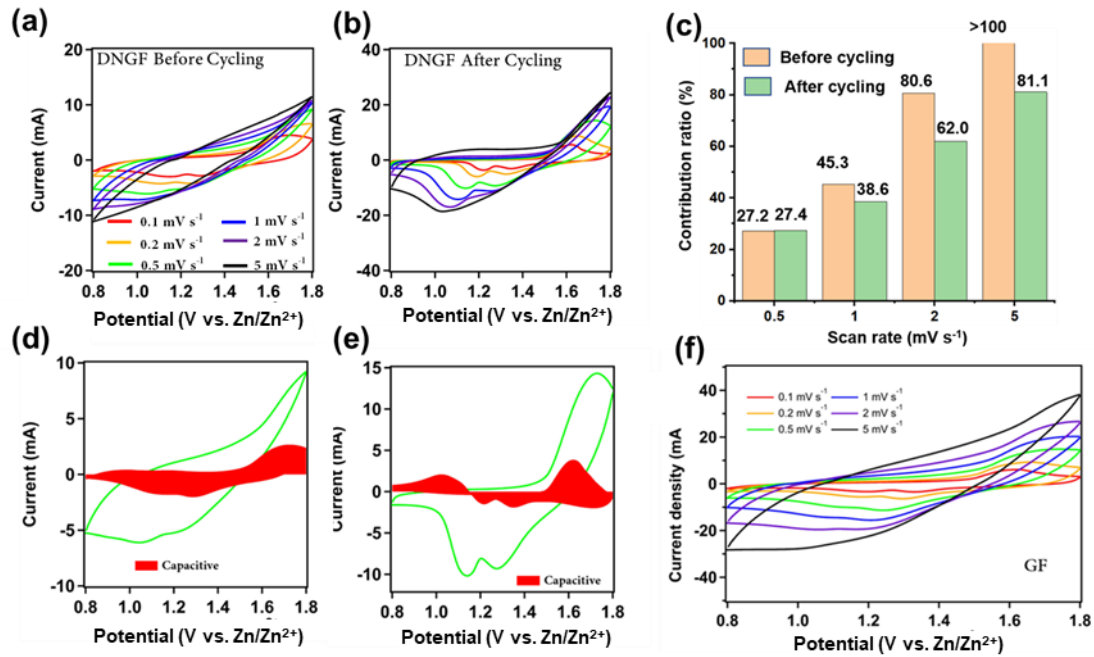 (a)
DNGF Before Cycling
20
10
0
-10
-20
Current (mA)
0.1 mV s⁻¹
0.2 mV s⁻¹
0.5 mV s⁻¹
1 mV s⁻¹
2 mV s⁻¹
5 mV s⁻¹
0.8 1.0 1.2 1.4 1.6 1.8
Potential (V vs. Zn/Zn²⁺)
(b)
DNGF After Cycling
40
20
0
-20
-40
Current (mA)
0.8 1.0 1.2 1.4 1.6 1.8
Potential (V vs. Zn/Zn²⁺)
(c)
>100
100
80
60
40
20
0
Contribution ratio (%)
Before cycling
After cycling
27.2 27.4
45.3
38.6
80.6
62.0
81.1
0.5 1 2 5
Scan rate (mV s⁻¹)
(d)
10
5
0
-5
-10
Current (mA)
Capacitive
0.8 1.0 1.2 1.4 1.6 1.8
Potential (V vs. Zn/Zn²⁺)
(e)
15
10
5
0
-5
-10
Current (mA)
Capacitive
0.8 1.0 1.2 1.4 1.6 1.8
Potential (V vs. Zn/Zn²⁺)
(f)
40
20
0
-20
-40
Current density (mA
0.1 mV s⁻¹
0.2 mV s⁻¹
0.5 mV s⁻¹
1 mV s⁻¹
2 mV s⁻¹
5 mV s⁻¹
GF
0.8 1.0 1.2 1.4 1.6 1.8
Potential (V vs. Zn/Zn²⁺)